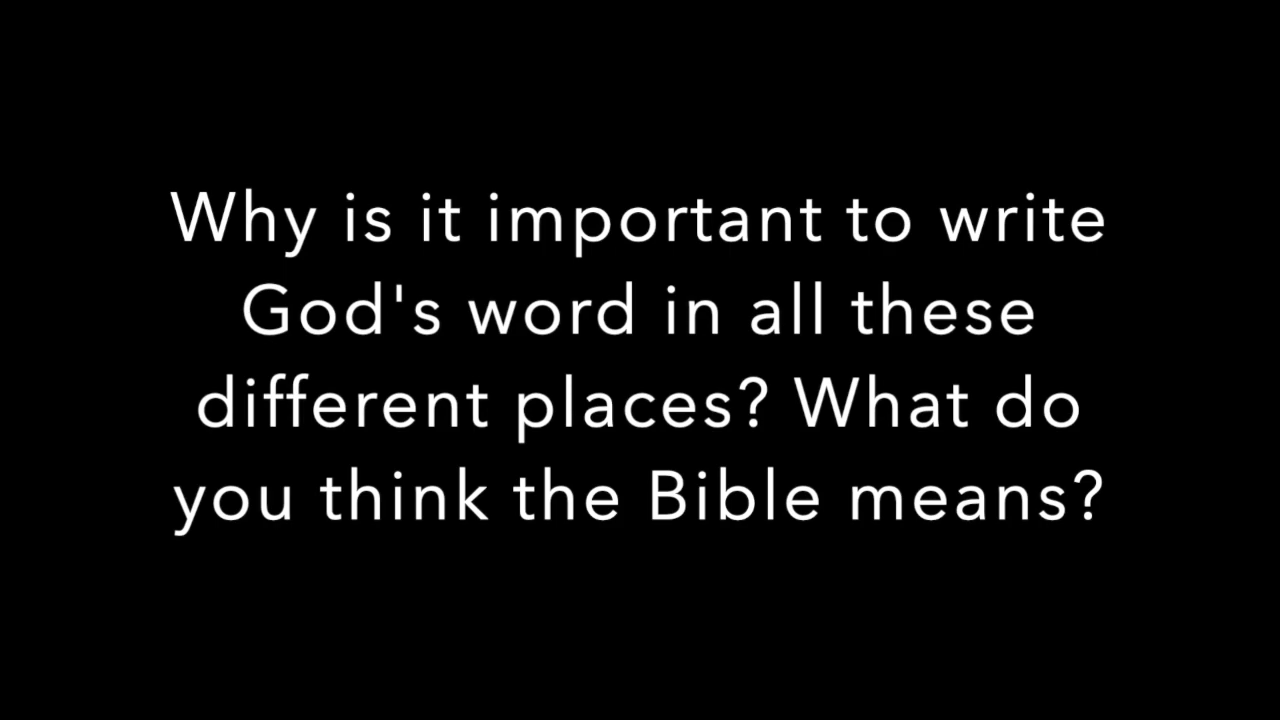 Why is it important to write
God's word in all these
different places? What do
you think the Bible means?